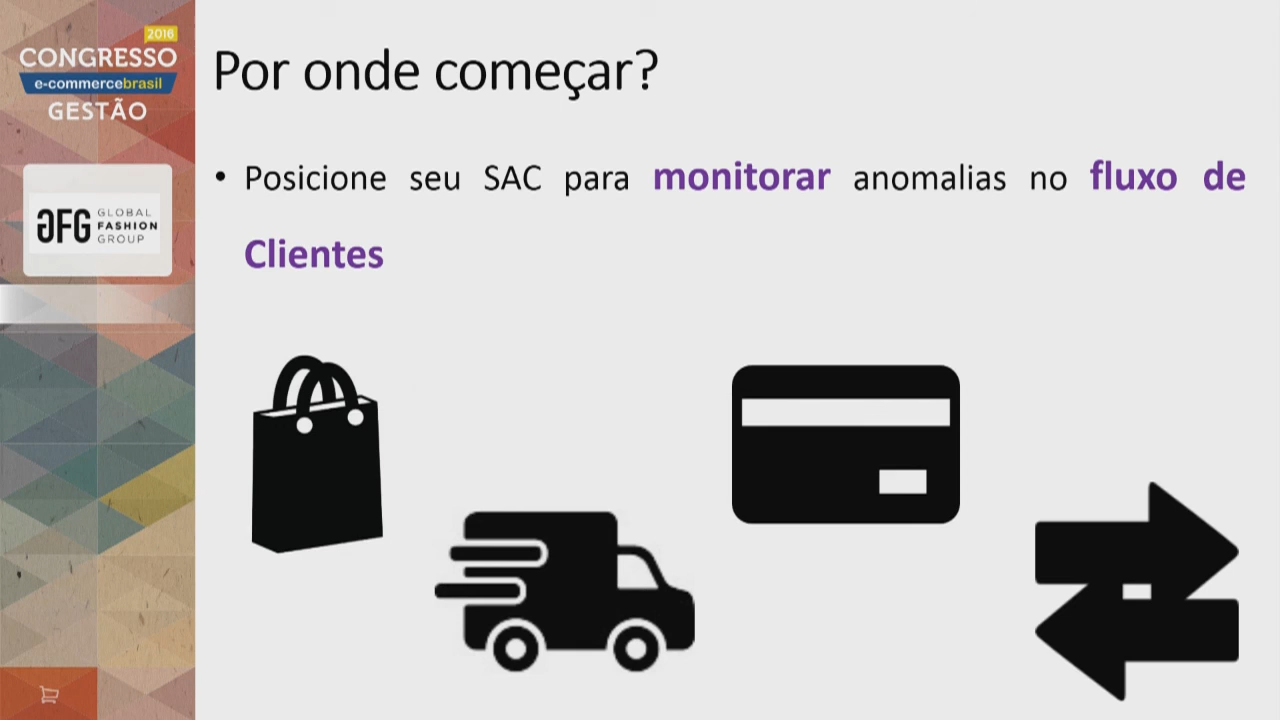 2016
CONGRESSO
e-commercebrasil
GESTÃO
GFG GLOBAL
FASHION
GROUP
Por onde começar?
• Posicione seu SAC para monitorar anomalias no fluxo de
Clientes